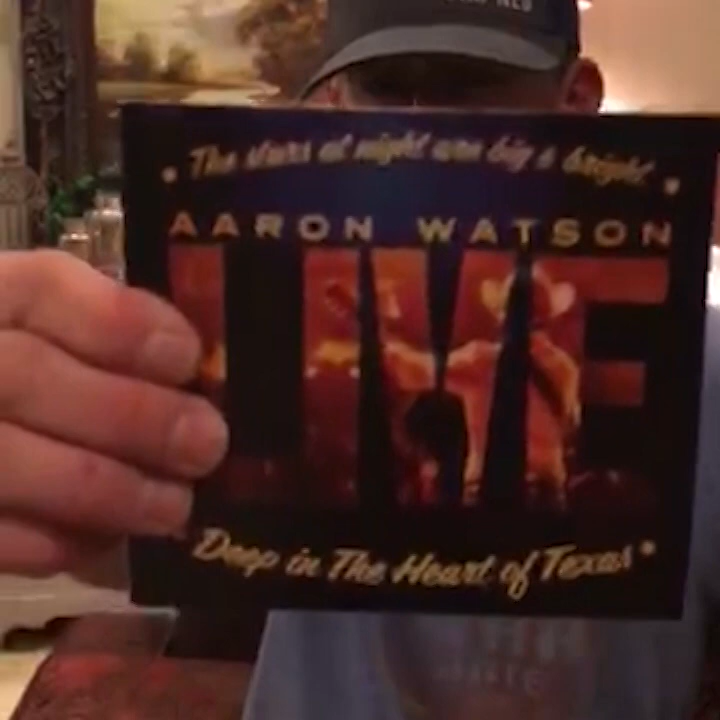 The stars at night are big & bright
AARON WATSON
LIVE
Deep in The Heart of Texas